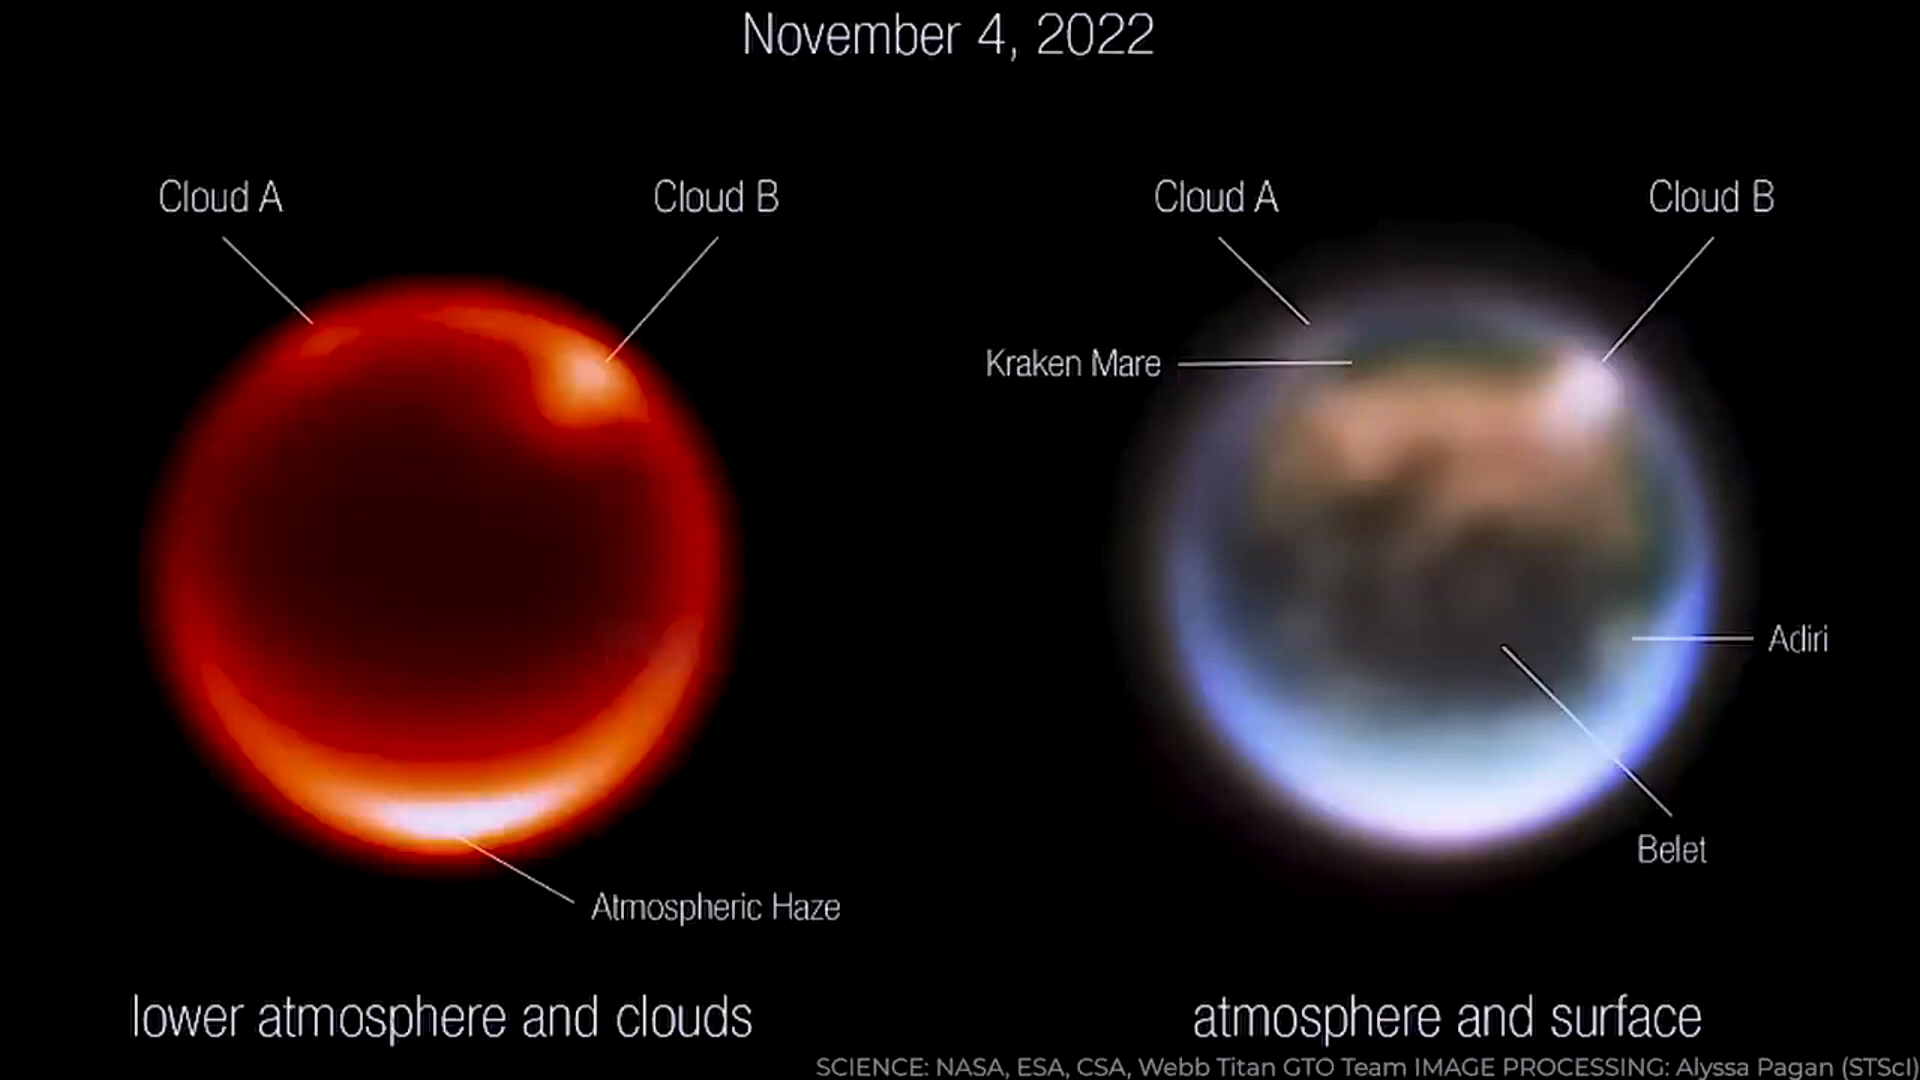 November 4, 2022
Cloud A
Cloud B
Atmospheric Haze
lower atmosphere and clouds
Cloud A
Cloud B
Kraken Mare
Adiri
Belet
atmosphere and surface
SCIENCE: NASA, ESA, CSA, Webb Titan GTO Team IMAGE PROCESSING: Alyssa Pagan (STScI)